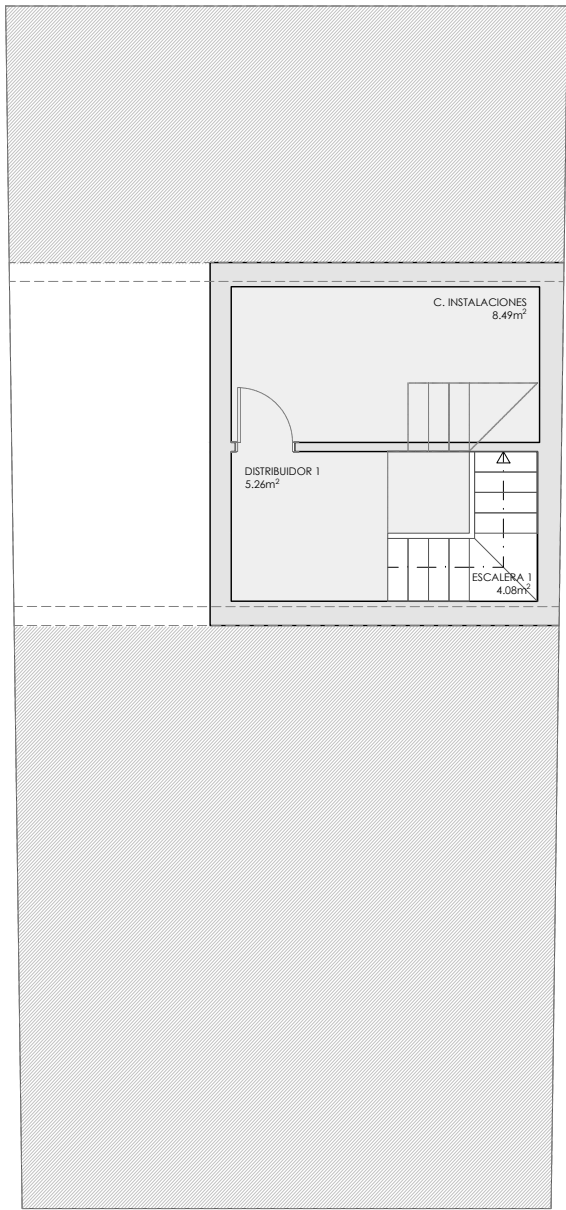 C. INSTALACIONES
8.49m²
DISTRIBUIDOR 1
5.26m²
ESCALERA 1
4.08m²